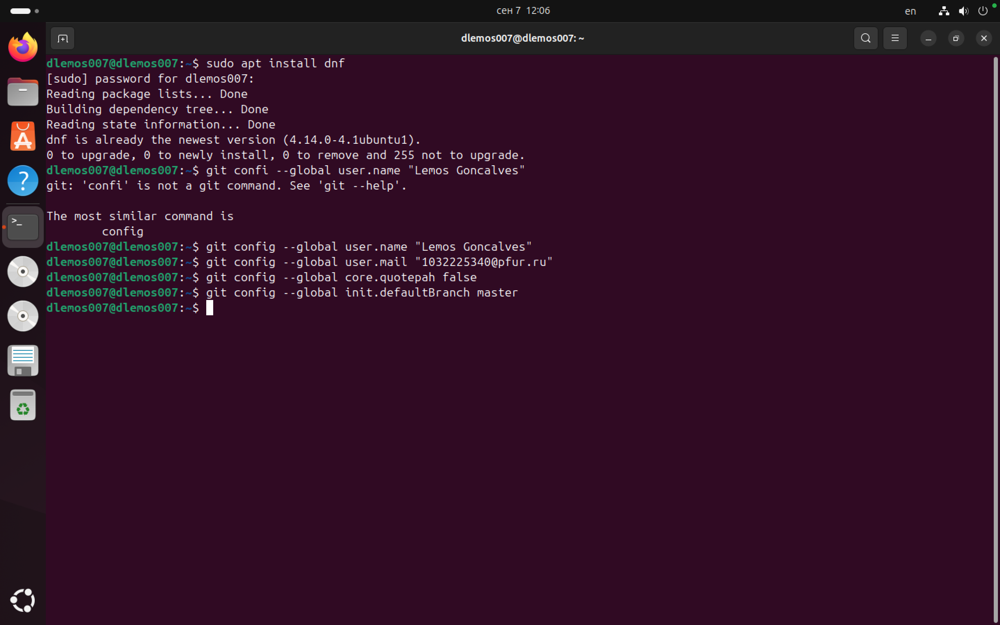 сен 7 12:06
en
dlemos007@dlemos007: ~
dlemos007@dlemos007:~$ sudo apt install dnf
[sudo] password for dlemos007:
Reading package lists... Done
Building dependency tree... Done
Reading state information... Done
dnf is already the newest version (4.14.0-4.1ubuntu1).
0 to upgrade, 0 to newly install, 0 to remove and 255 not to upgrade.
dlemos007@dlemos007:~$ git confi --global user.name "Lemos Goncalves"
git: 'confi' is not a git command. See 'git --help'.
The most similar command is
config
dlemos007@dlemos007:~$ git config --global user.name "Lemos Goncalves"
dlemos007@dlemos007:~$ git config --global user.mail "1032225340@pfur.ru"
dlemos007@dlemos007:~$ git config --global core.quotepah false
dlemos007@dlemos007:~$ git config --global init.defaultBranch master
dlemos007@dlemos007:~$